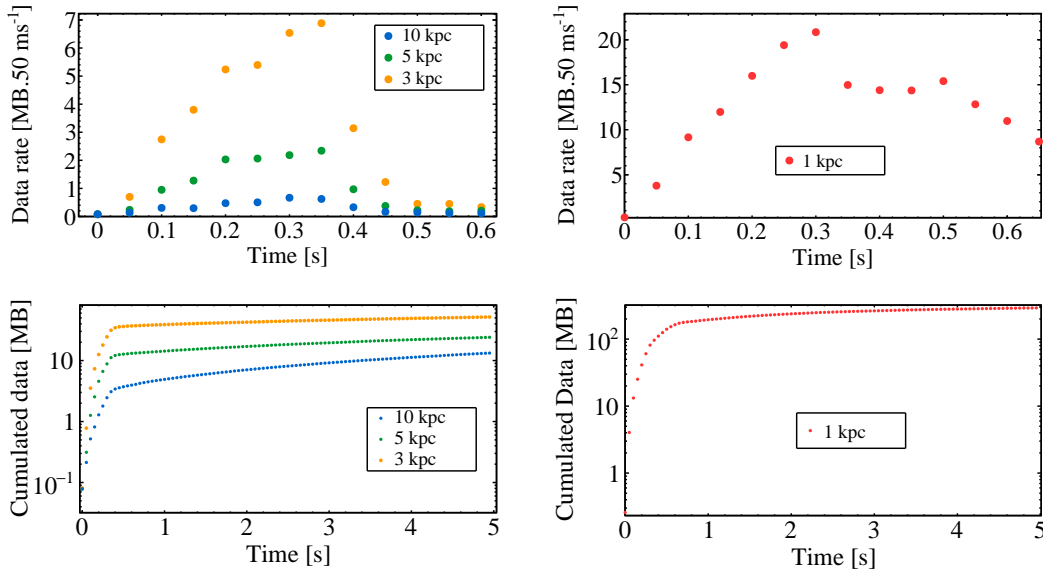 Data rate [MB.50 ms⁻¹]
7
6
5
4
3
2
1
0
10 kpc
5 kpc
3 kpc
0 0.1 0.2 0.3 0.4 0.5 0.6
Time [s]
Data rate [MB.50 ms⁻¹]
20
15
10
5
0
1 kpc
0 0.1 0.2 0.3 0.4 0.5 0.6
Time [s]
Cumulated data [MB]
10
1
10⁻¹
10 kpc
5 kpc
3 kpc
0 1 2 3 4 5
Time [s]
Cumulated Data [MB]
10²
10
1
1 kpc
0 1 2 3 4 5
Time [s]